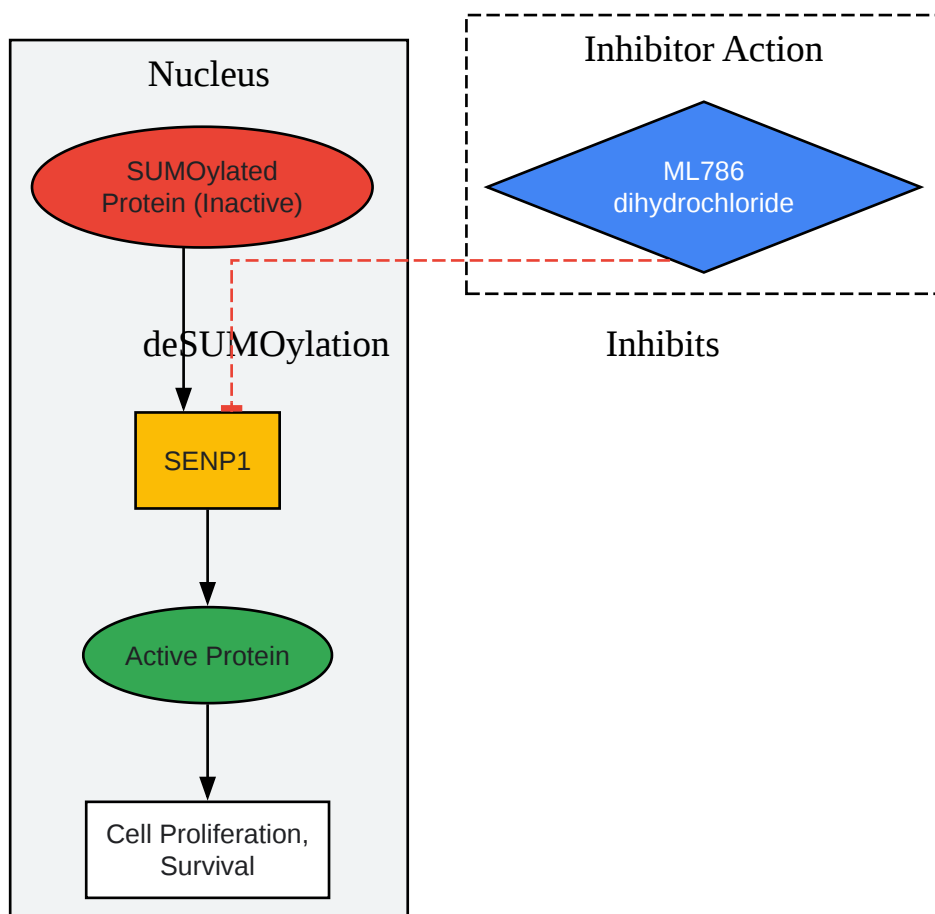 Nucleus
SUMOylated
Protein (Inactive)
deSUMOylation
SENP1
Active Protein
Cell Proliferation,
Survival
Inhibitor Action
ML786
dihydrochloride
Inhibits